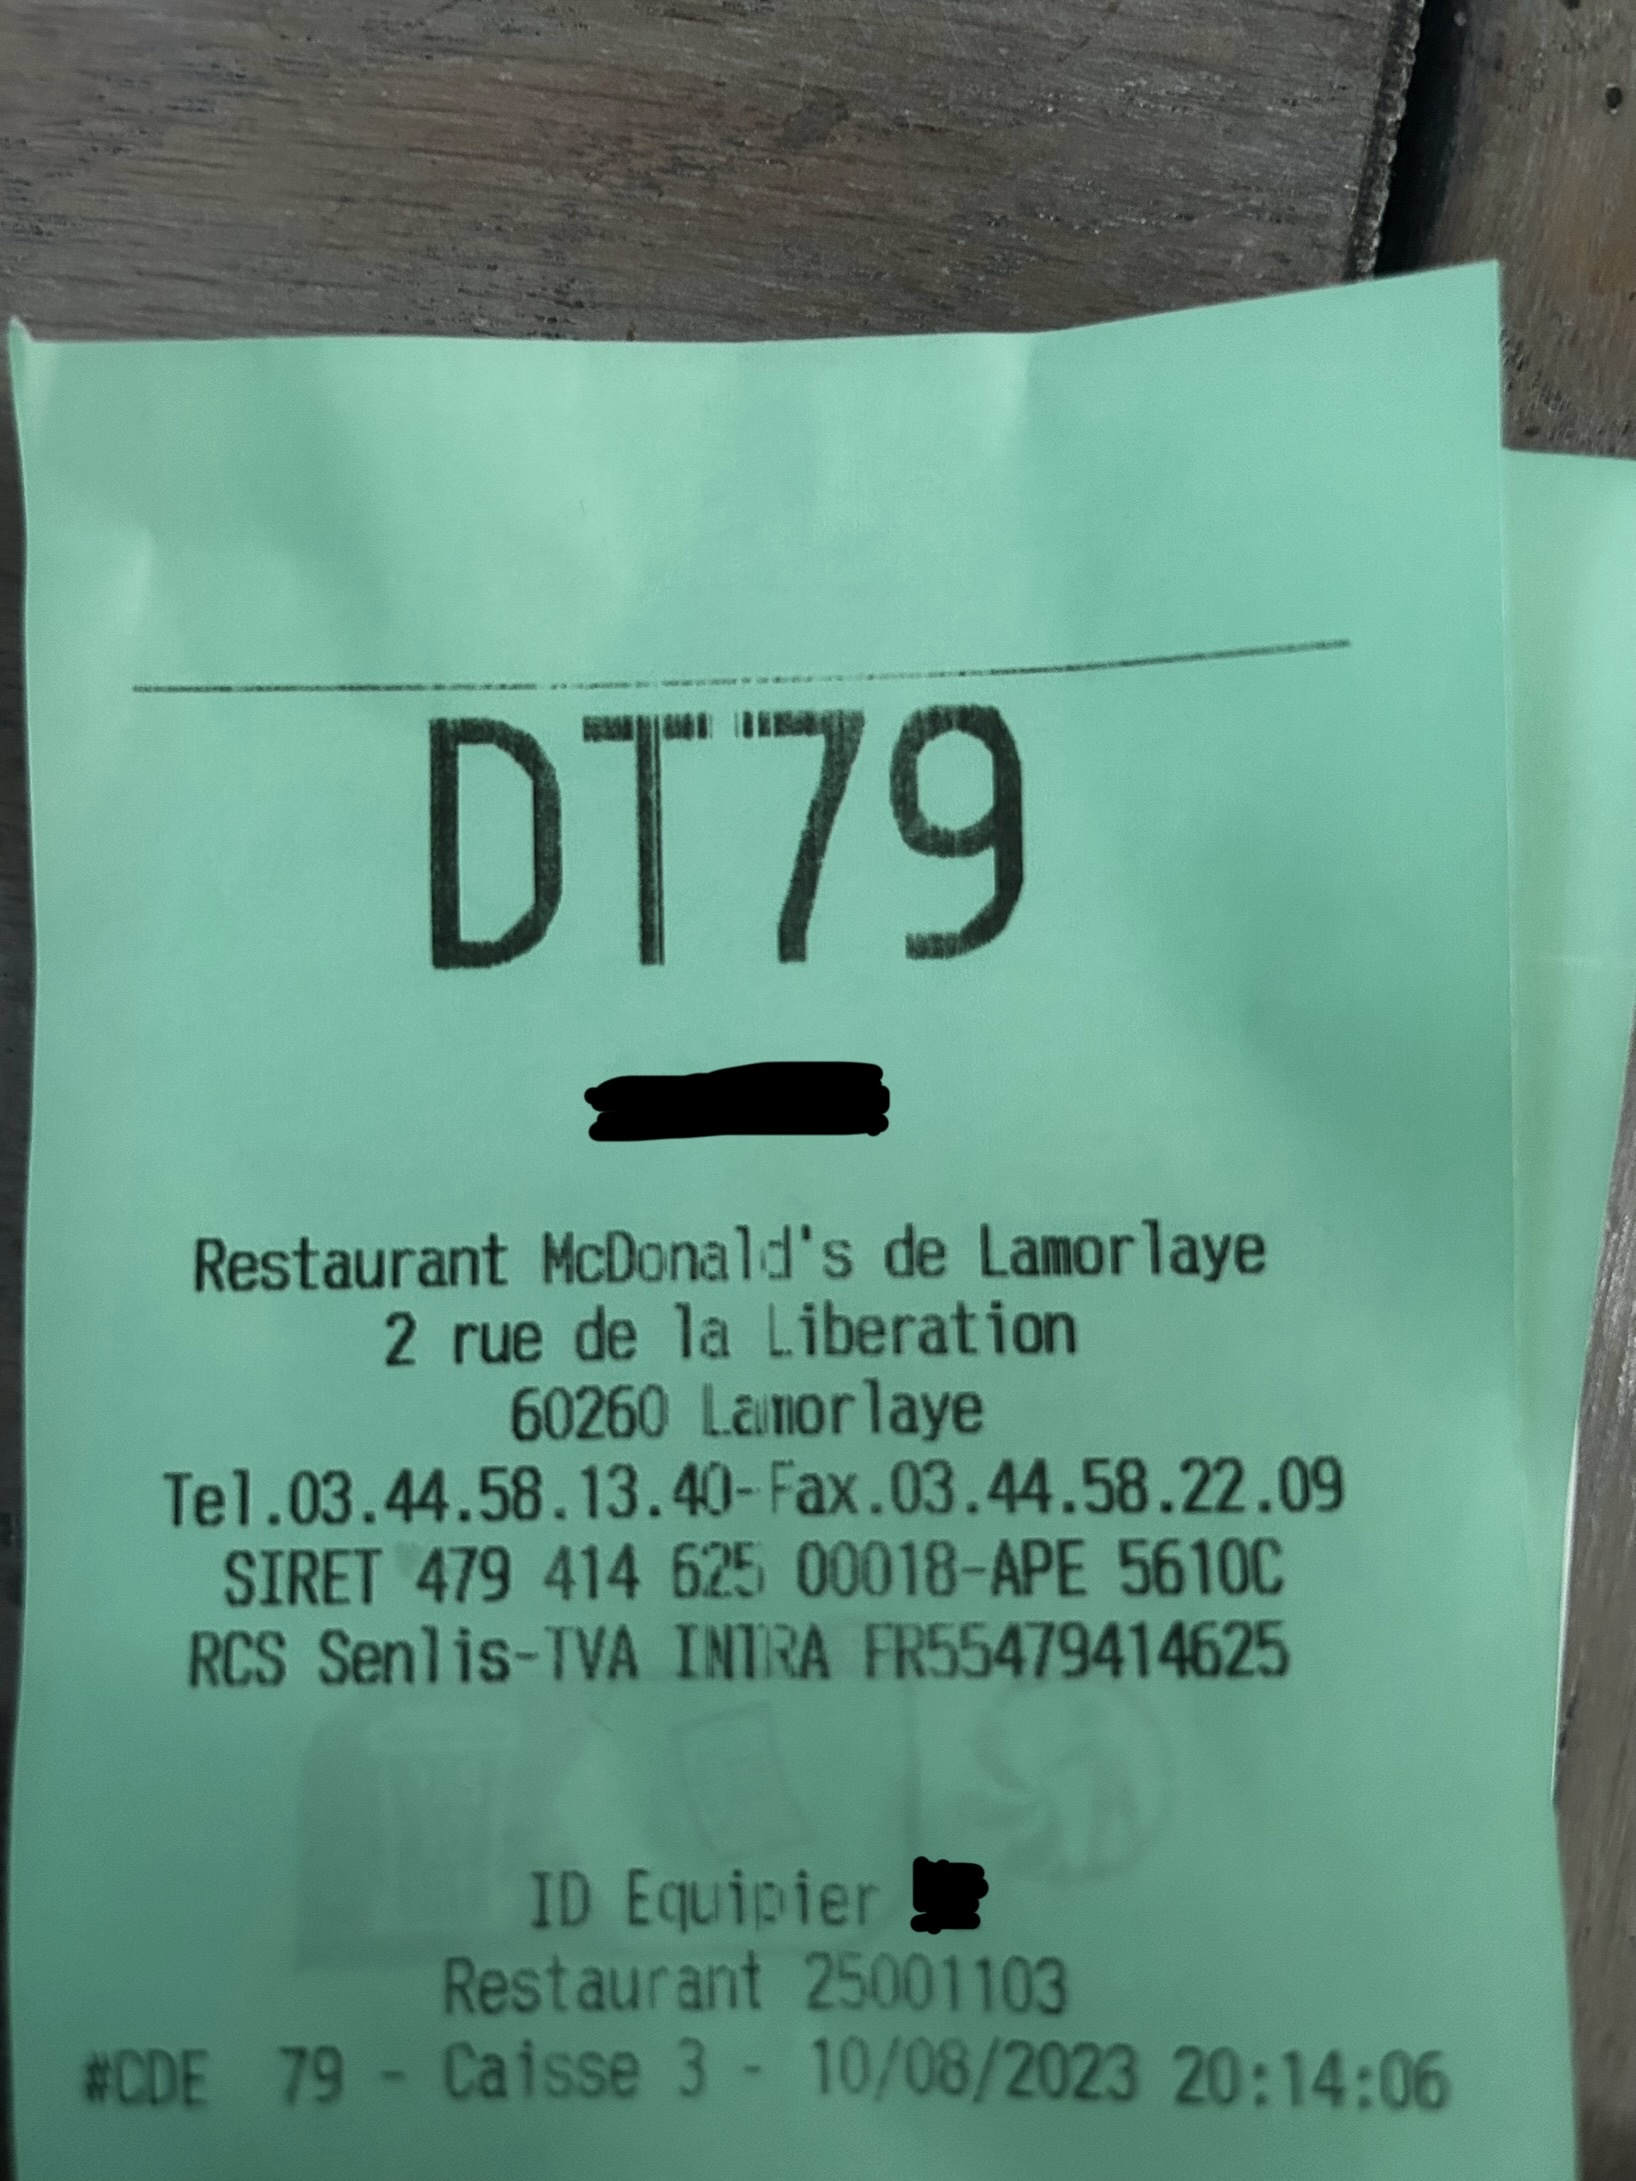 DT79
Restaurant McDonald's de Lamorlaye
2 rue de la Liberation
60260 Lamorlaye
Tel.03.44.58.13.40-Fax.03.44.58.22.09
SIRET 479 414 625 00018-APE 5610C
RCS Senlis-TVA INTRA FR55479414625
ID Equipier
Restaurant 25001103
#CDE 79 - Caisse 3 - 10/08/2023 20:14:06